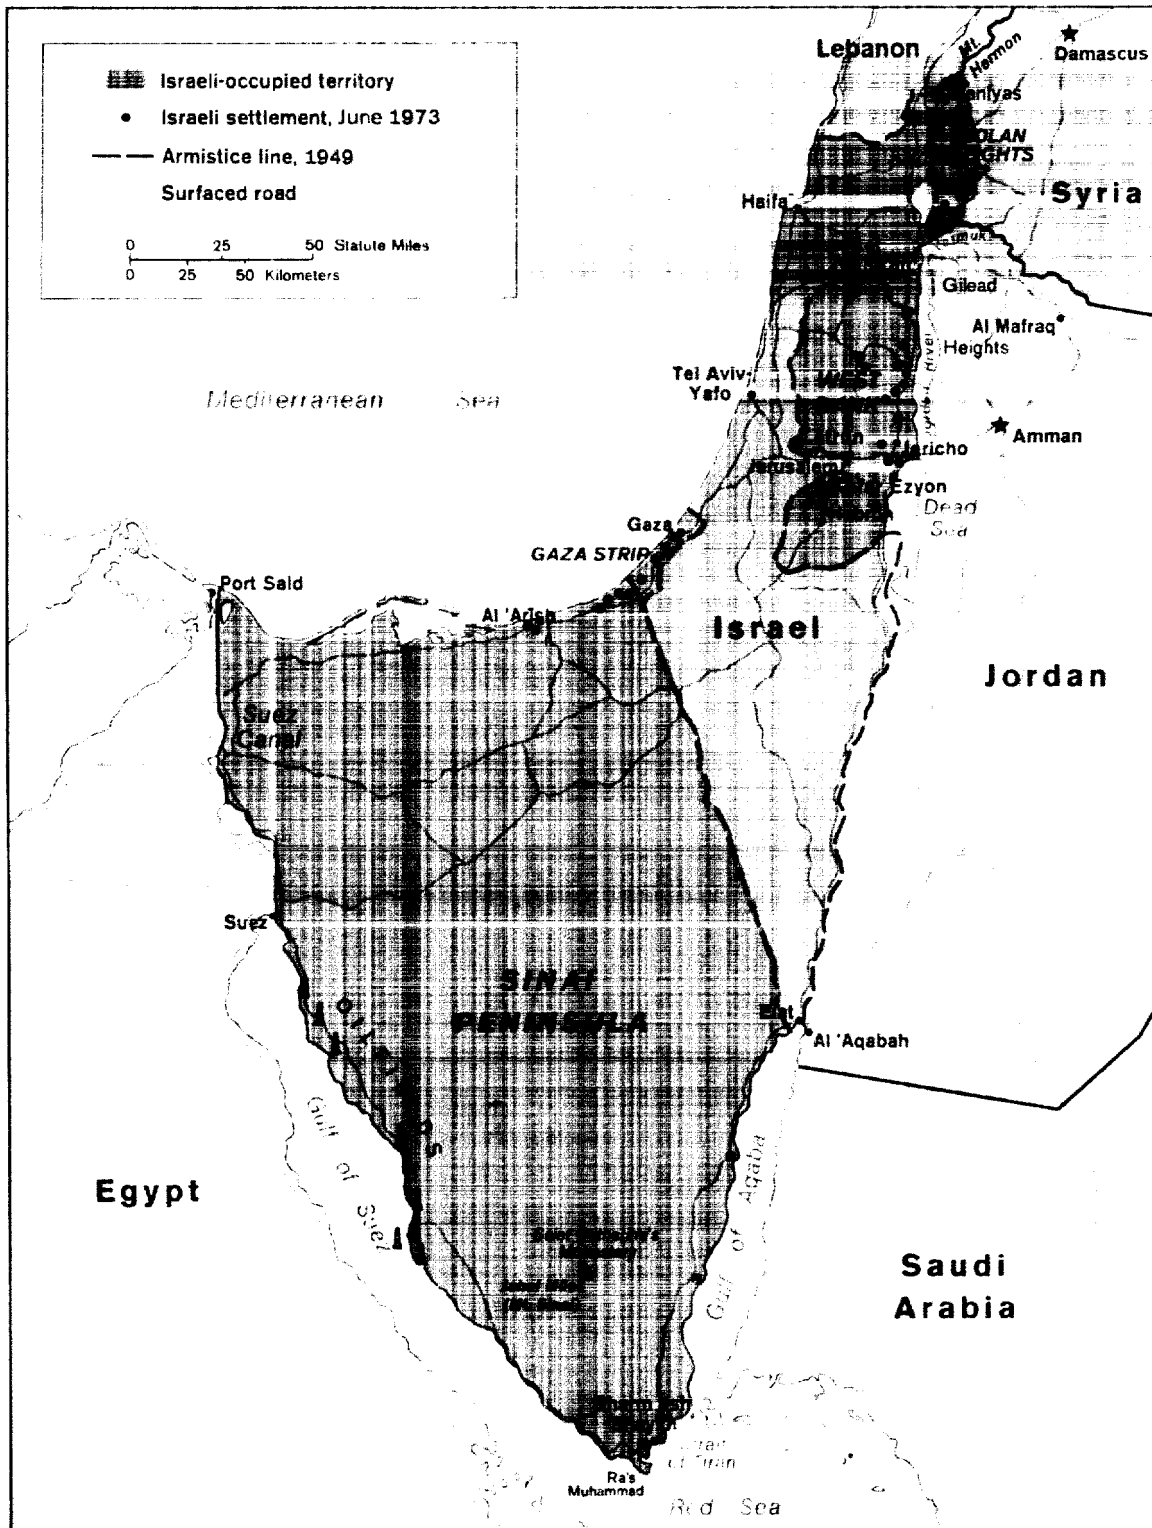 Israeli-occupied territory
Israeli settlement, June 1973
Armistice line, 1949
Surfaced road
0 25 50 Statute Miles
0 25 50 Kilometers
Lebanon
Mt. Hermon
Damascus
Syria
Haifa
Gilead
Al Mafraq
Heights
Tel Aviv-
Yafo
WEST
Mediterranean Sea
Amman
Jericho
Jerusalem
Ezyon
Dead
Sea
Gaza
GAZA STRIP
Port Said
Al 'Arish
Israel
Jordan
Suez
Canal
Suez
SINAI
PENINSULA
Elat
Al 'Aqabah
Gulf of Suez
Gulf of Aqaba
Egypt
Saudi
Arabia
Ra's
Muhammad
Red Sea